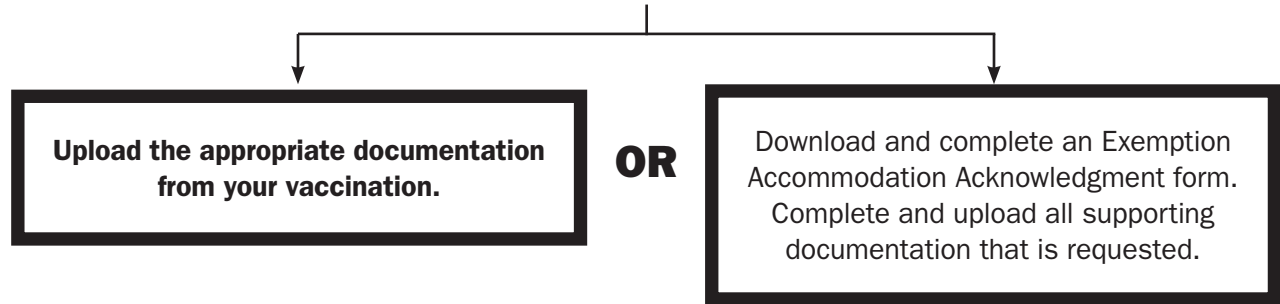 Upload the appropriate documentation
from your vaccination.
OR
Download and complete an Exemption
Accommodation Acknowledgment form.
Complete and upload all supporting
documentation that is requested.